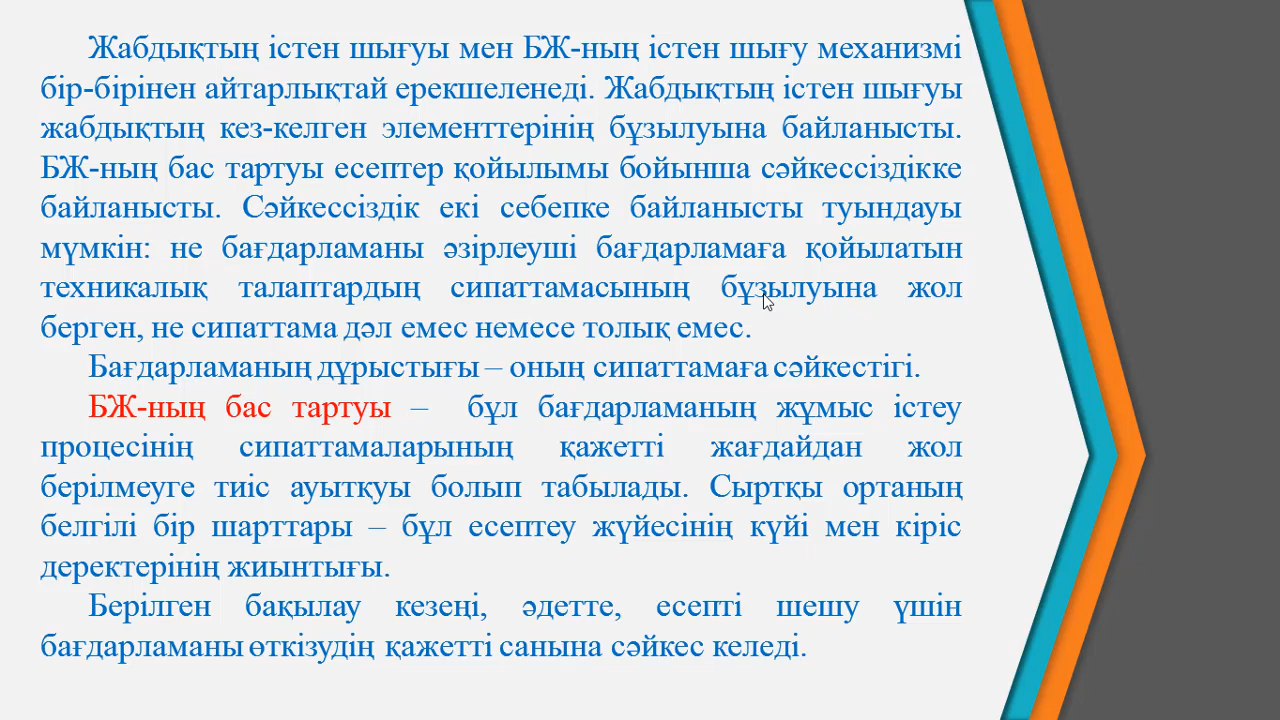 Жабдықтың істен шығуы мен БЖ-ның істен шығу механизмі
бір-бірінен айтарлықтай ерекшеленеді. Жабдықтың істен шығуы
жабдықтың кез-келген элементтерінің бұзылуына байланысты.
БЖ-ның бас тартуы есептер қойылымы бойынша сәйкессіздікке
байланысты. Сәйкессіздік екі себепке байланысты туындауы
мүмкін: не бағдарламаны әзірлеуші бағдарламаға қойылатын
техникалық талаптардың сипаттамасының бұзылуына жол
берген, не сипаттама дәл емес немесе толық емес.
Бағдарламаның дұрыстығы – оның сипаттамаға сәйкестігі.
БЖ-ның бас тартуы – бұл бағдарламаның жұмыс істеу
процесінің сипаттамаларының қажетті жағдайдан жол
берілмеуге тиіс ауытқуы болып табылады. Сыртқы ортаның
белгілі бір шарттары – бұл есептеу жүйесінің күйі мен кіріс
деректерінің жиынтығы.
Берілген бақылау кезеңі, әдетте, есепті шешу үшін
бағдарламаны өткізудің қажетті санына сәйкес келеді.